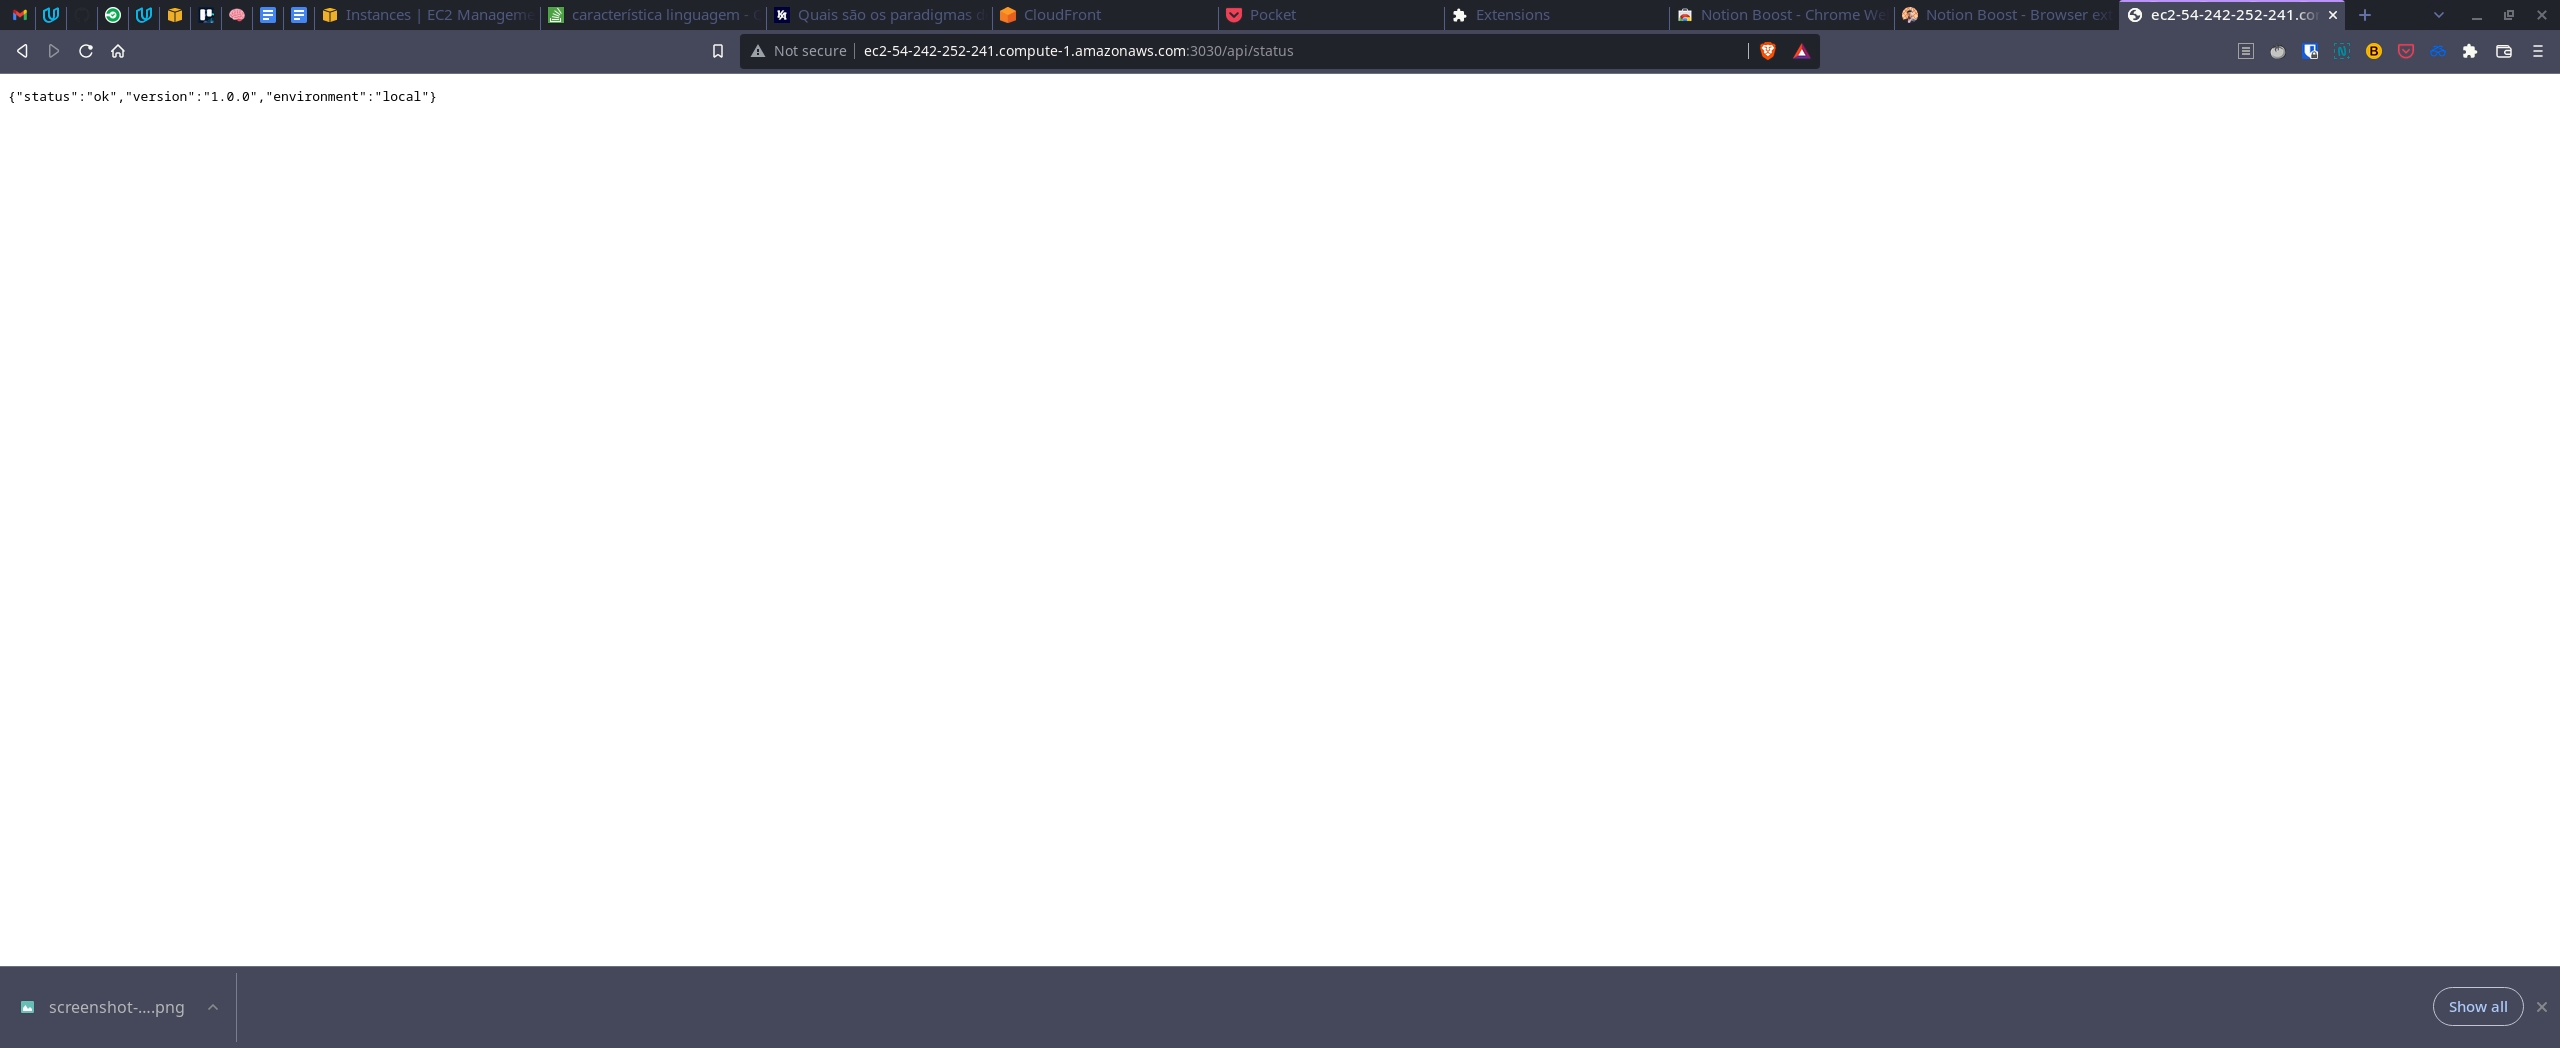 Instances | EC2 Manageme
característica linguagem -
Quais são os paradigmas d
CloudFront
Pocket
Extensions
Notion Boost - Chrome We
Notion Boost - Browser ext
ec2-54-242-252-241.co
Not secure
ec2-54-242-252-241.compute-1.amazonaws.com:3030/api/status
{"status":"ok","version":"1.0.0","environment":"local"}
screenshot-....png
Show all